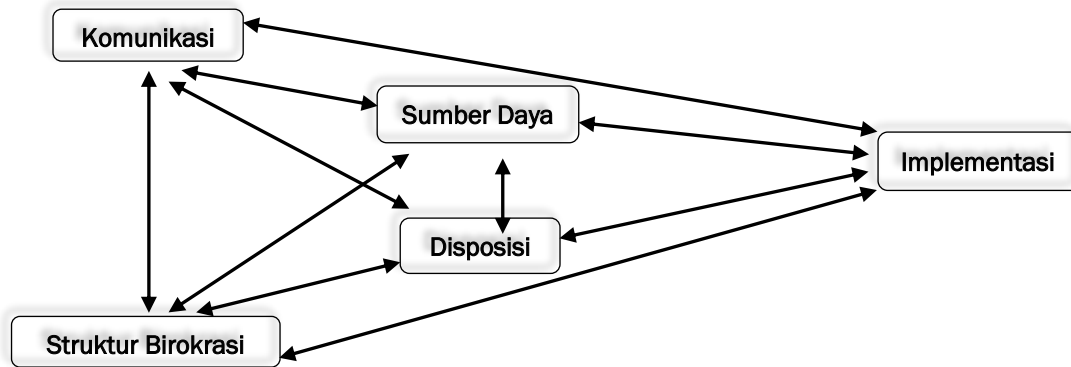 Komunikasi
Sumber Daya
Implementasi
Disposisi
Struktur Birokrasi